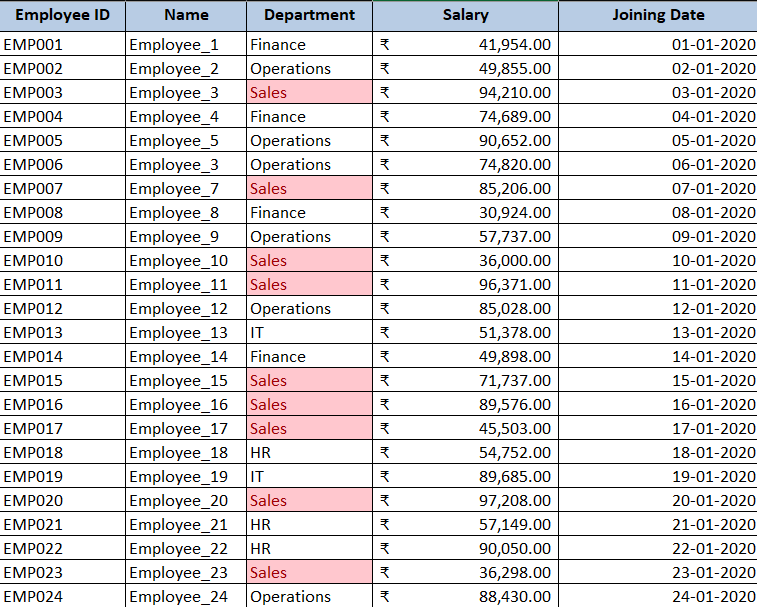 Employee ID Name Department Salary Joining Date
EMP001 Employee_1 Finance ₹ 41,954.00 01-01-2020
EMP002 Employee_2 Operations ₹ 49,855.00 02-01-2020
EMP003 Employee_3 Sales ₹ 94,210.00 03-01-2020
EMP004 Employee_4 Finance ₹ 74,689.00 04-01-2020
EMP005 Employee_5 Operations ₹ 90,652.00 05-01-2020
EMP006 Employee_3 Operations ₹ 74,820.00 06-01-2020
EMP007 Employee_7 Sales ₹ 85,206.00 07-01-2020
EMP008 Employee_8 Finance ₹ 30,924.00 08-01-2020
EMP009 Employee_9 Operations ₹ 57,737.00 09-01-2020
EMP010 Employee_10 Sales ₹ 36,000.00 10-01-2020
EMP011 Employee_11 Sales ₹ 96,371.00 11-01-2020
EMP012 Employee_12 Operations ₹ 85,028.00 12-01-2020
EMP013 Employee_13 IT ₹ 51,378.00 13-01-2020
EMP014 Employee_14 Finance ₹ 49,898.00 14-01-2020
EMP015 Employee_15 Sales ₹ 71,737.00 15-01-2020
EMP016 Employee_16 Sales ₹ 89,576.00 16-01-2020
EMP017 Employee_17 Sales ₹ 45,503.00 17-01-2020
EMP018 Employee_18 HR ₹ 54,752.00 18-01-2020
EMP019 Employee_19 IT ₹ 89,685.00 19-01-2020
EMP020 Employee_20 Sales ₹ 97,208.00 20-01-2020
EMP021 Employee_21 HR ₹ 57,149.00 21-01-2020
EMP022 Employee_22 HR ₹ 90,050.00 22-01-2020
EMP023 Employee_23 Sales ₹ 36,298.00 23-01-2020
EMP024 Employee_24 Operations ₹ 88,430.00 24-01-2020